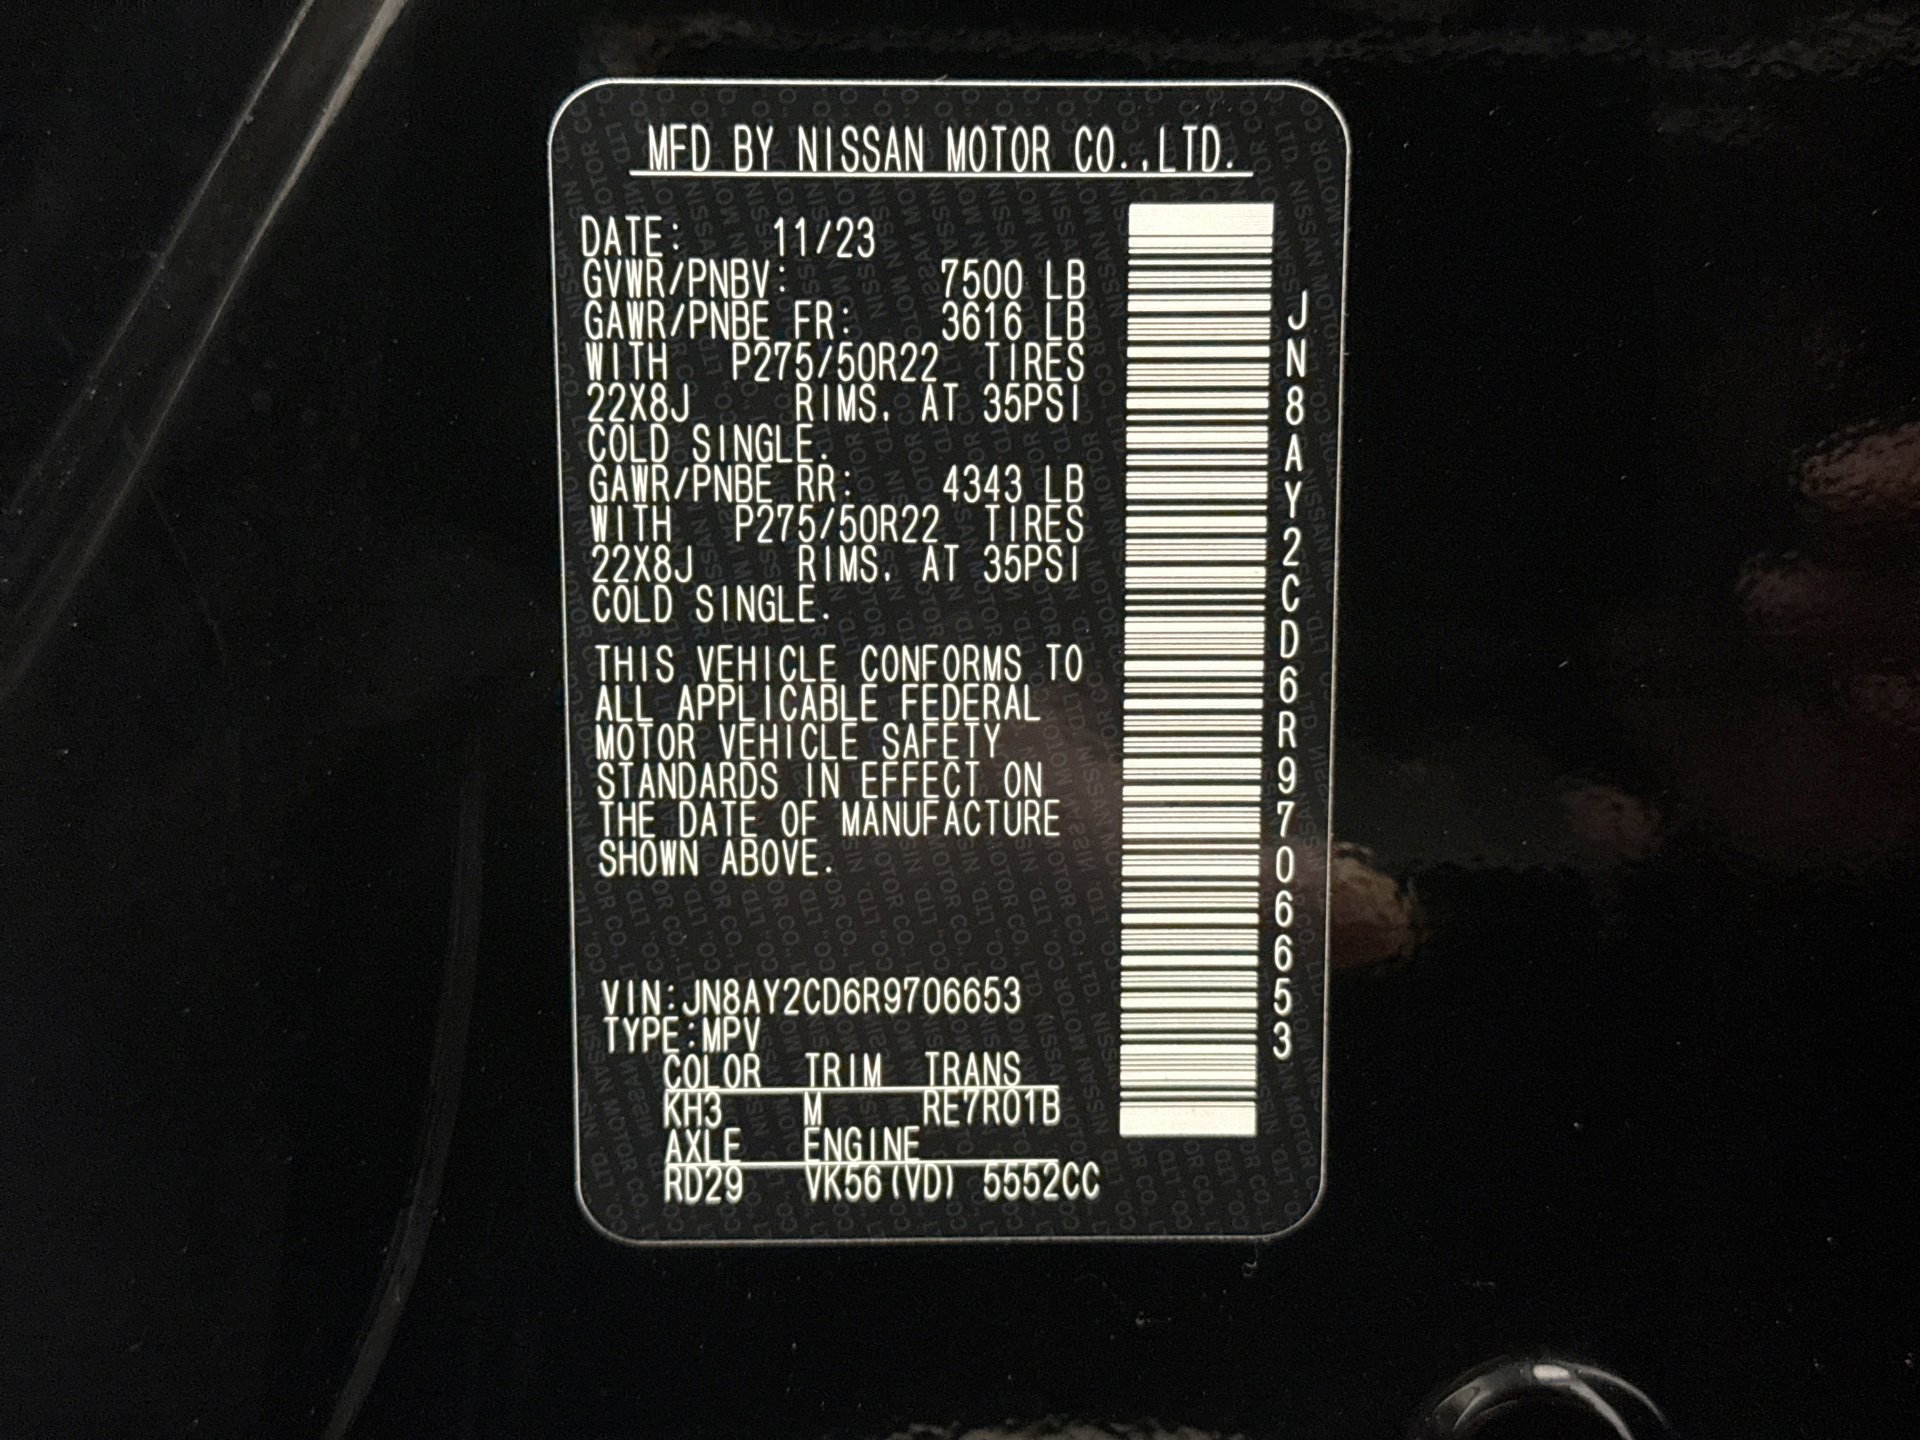 MFD BY NISSAN MOTOR CO.,LTD.
DATE: 11/23
GVWR/PNBV: 7500 LB
GAWR/PNBE FR: 3616 LB
WITH P275/50R22 TIRES
22X8J RIMS, AT 35PSI
COLD SINGLE.
GAWR/PNBE RR: 4343 LB
WITH P275/50R22 TIRES
22X8J RIMS, AT 35PSI
COLD SINGLE.
THIS VEHICLE CONFORMS TO
ALL APPLICABLE FEDERAL
MOTOR VEHICLE SAFETY
STANDARDS IN EFFECT ON
THE DATE OF MANUFACTURE
SHOWN ABOVE.
VIN:JN8AY2CD6R9706653
TYPE:MPV
COLOR TRIM TRANS
KH3 M RE7R01B
AXLE ENGINE
RD29 VK56(VD) 5552CC
JN8AY2CD6R9706653